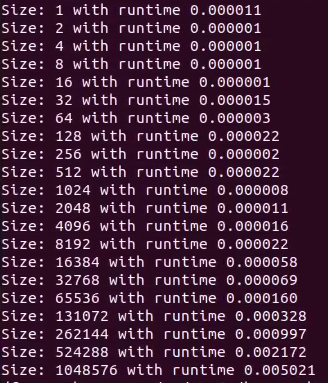 Size: 1 with runtime 0.000011
Size: 2 with runtime 0.000001
Size: 4 with runtime 0.000001
Size: 8 with runtime 0.000001
Size: 16 with runtime 0.000001
Size: 32 with runtime 0.000015
Size: 64 with runtime 0.000003
Size: 128 with runtime 0.000022
Size: 256 with runtime 0.000002
Size: 512 with runtime 0.000022
Size: 1024 with runtime 0.000008
Size: 2048 with runtime 0.000011
Size: 4096 with runtime 0.000016
Size: 8192 with runtime 0.000022
Size: 16384 with runtime 0.000058
Size: 32768 with runtime 0.000069
Size: 65536 with runtime 0.000160
Size: 131072 with runtime 0.000328
Size: 262144 with runtime 0.000997
Size: 524288 with runtime 0.002172
Size: 1048576 with runtime 0.005021